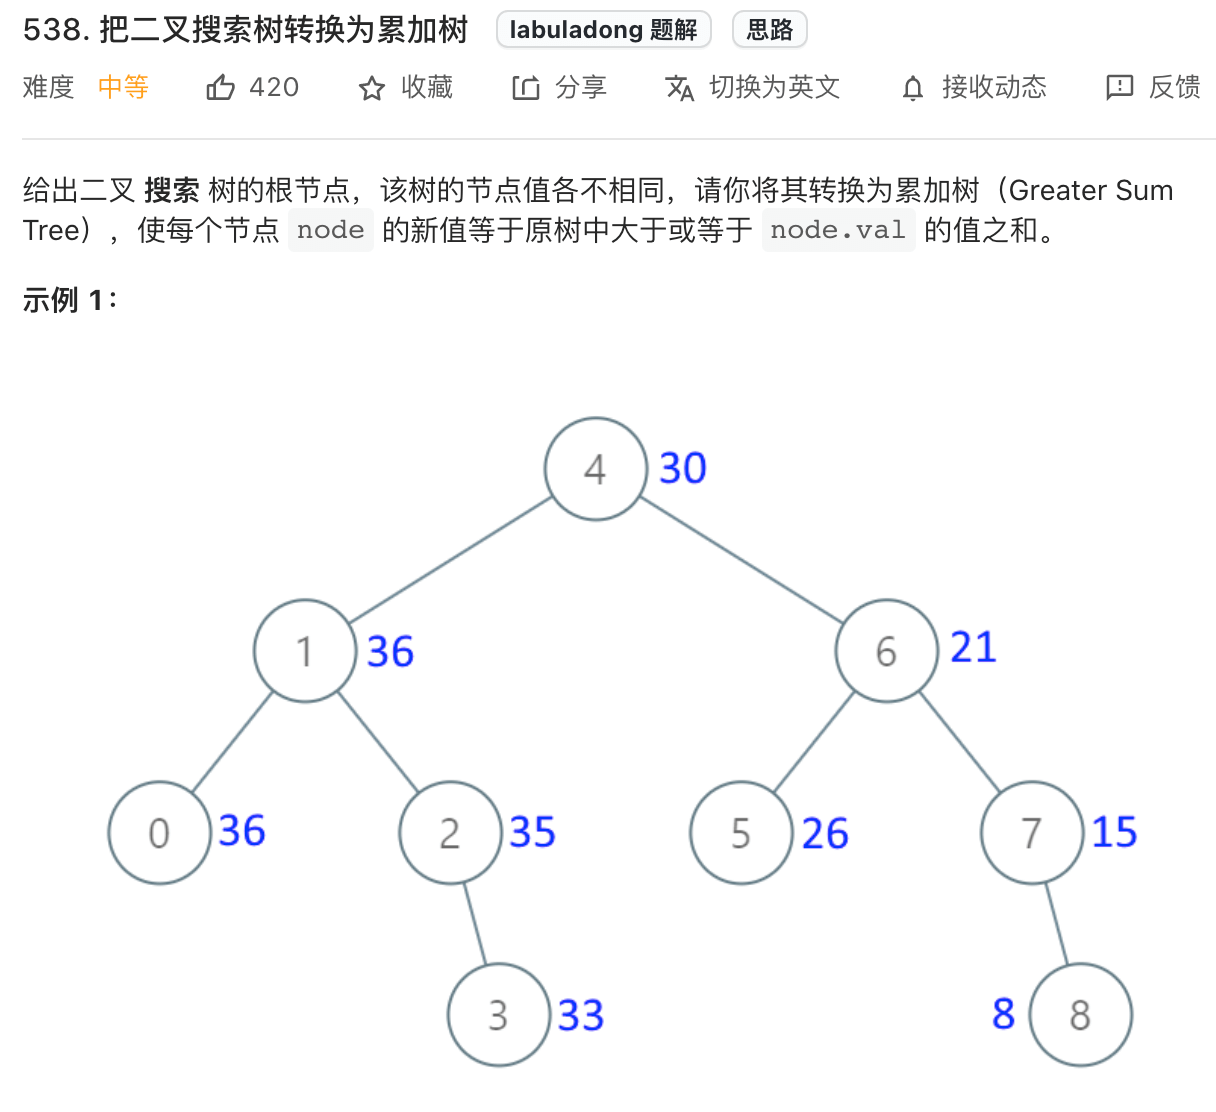 538. 把二叉搜索树转换为累加树 labuladong 题解 思路
难度 中等 420 收藏 分享 切换为英文 接收动态 反馈
给出二叉 搜索 树的根节点，该树的节点值各不相同，请你将其转换为累加树（Greater Sum
Tree），使每个节点 node 的新值等于原树中大于或等于 node.val 的值之和。
示例 1：
4 30
1 36 6 21
0 36 2 35 5 26 7 15
3 33 8 8